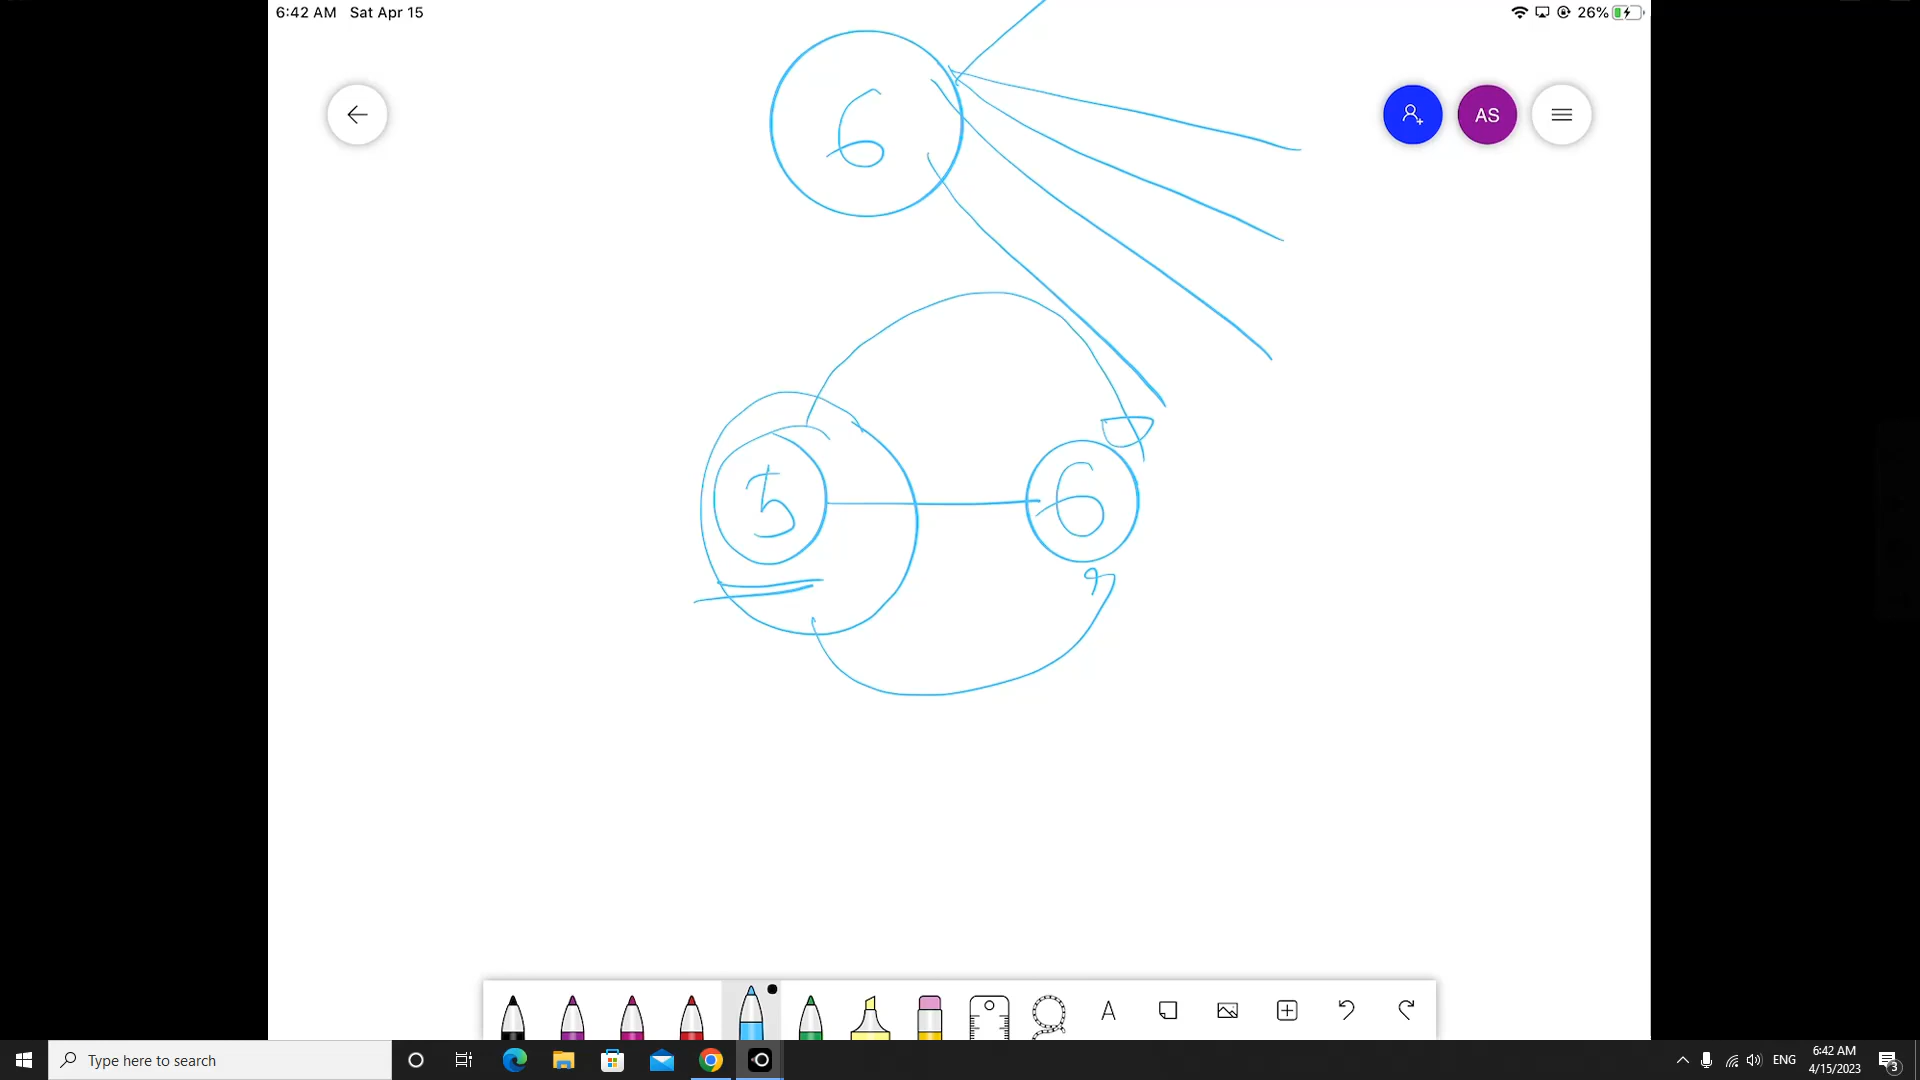 6:42 AM Sat Apr 15
26%
6
AS
5
6
A
Type here to search
ENG
6:42 AM
4/15/2023
3